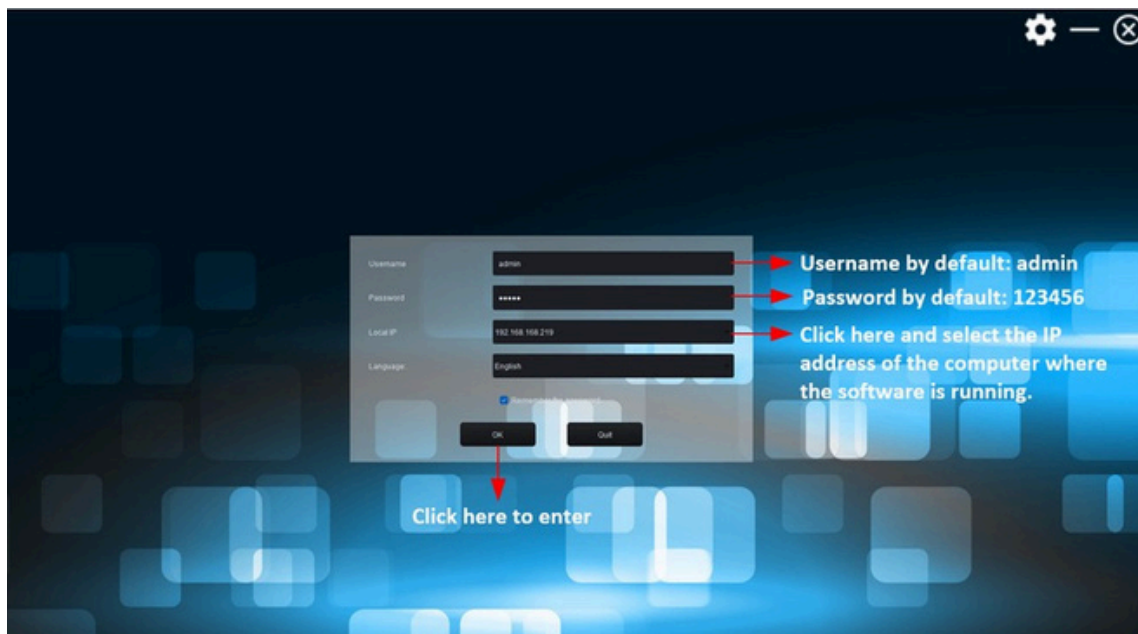 Username
admin
Username by default: admin
Password
•••••
Password by default: 123456
Local IP
192.168.168.219
Click here and select the IP
address of the computer where
the software is running.
Language
English
Remember
OK
Quit
Click here to enter